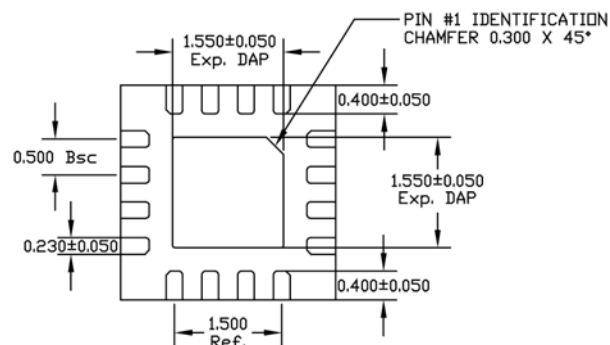 PIN #1 IDENTIFICATION
CHAMFER 0.300 X 45°
1.550±0.050
Exp. DAP
0.400±0.050
0.500 Bsc
1.550±0.050
Exp. DAP
0.230±0.050
0.400±0.050
1.500
Ref.